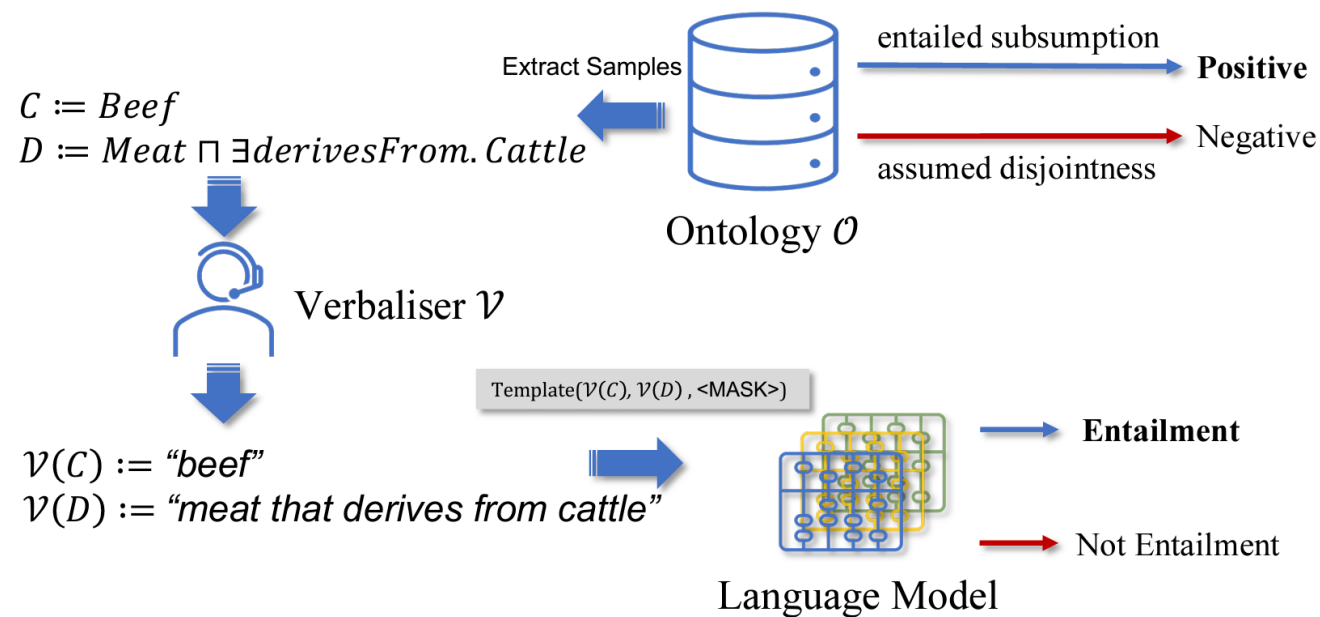 Extract Samples
entailed subsumption
Positive
Negative
assumed disjointness
Ontology 𝒪
C ≔ Beef
D ≔ Meat ⊓ ∃derivesFrom. Cattle
Verbaliser 𝒱
Template(𝒱(C), 𝒱(D) , <MASK>)
𝒱(C) ≔ “beef”
𝒱(D) ≔ “meat that derives from cattle”
Entailment
Not Entailment
Language Model